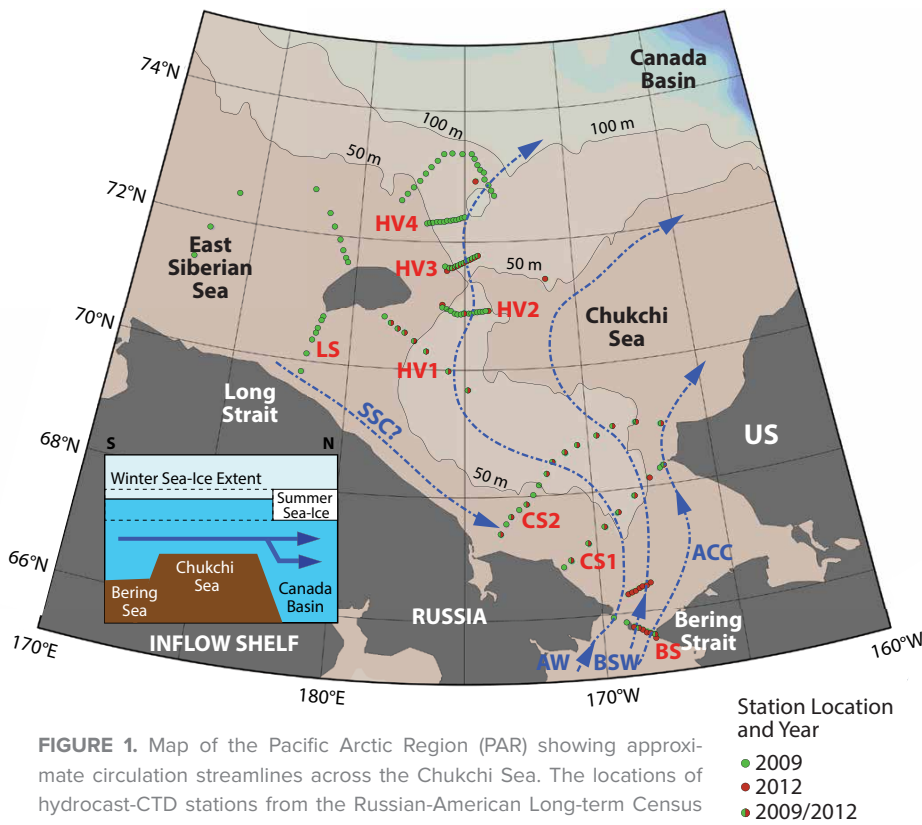 74°N
Canada
Basin
100 m
100 m
50 m
72°N
HV4
East
Siberian
Sea
HV3
50 m
HV2
Chukchi
Sea
70°N
LS
HV1
Long
Strait
SSC?
US
68°N
S
N
Winter Sea-Ice Extent
Summer
Sea-Ice
Chukchi
Sea
Bering
Sea
Canada
Basin
INFLOW SHELF
50 m
CS2
CS1
ACC
66°N
RUSSIA
Bering
Strait
AW
BSW
BS
170°E
180°E
170°W
160°W
Station Location
and Year
2009
2012
2009/2012
FIGURE 1. Map of the Pacific Arctic Region (PAR) showing approxi-
mate circulation streamlines across the Chukchi Sea. The locations of
hydrocast-CTD stations from the Russian-American Long-term Census